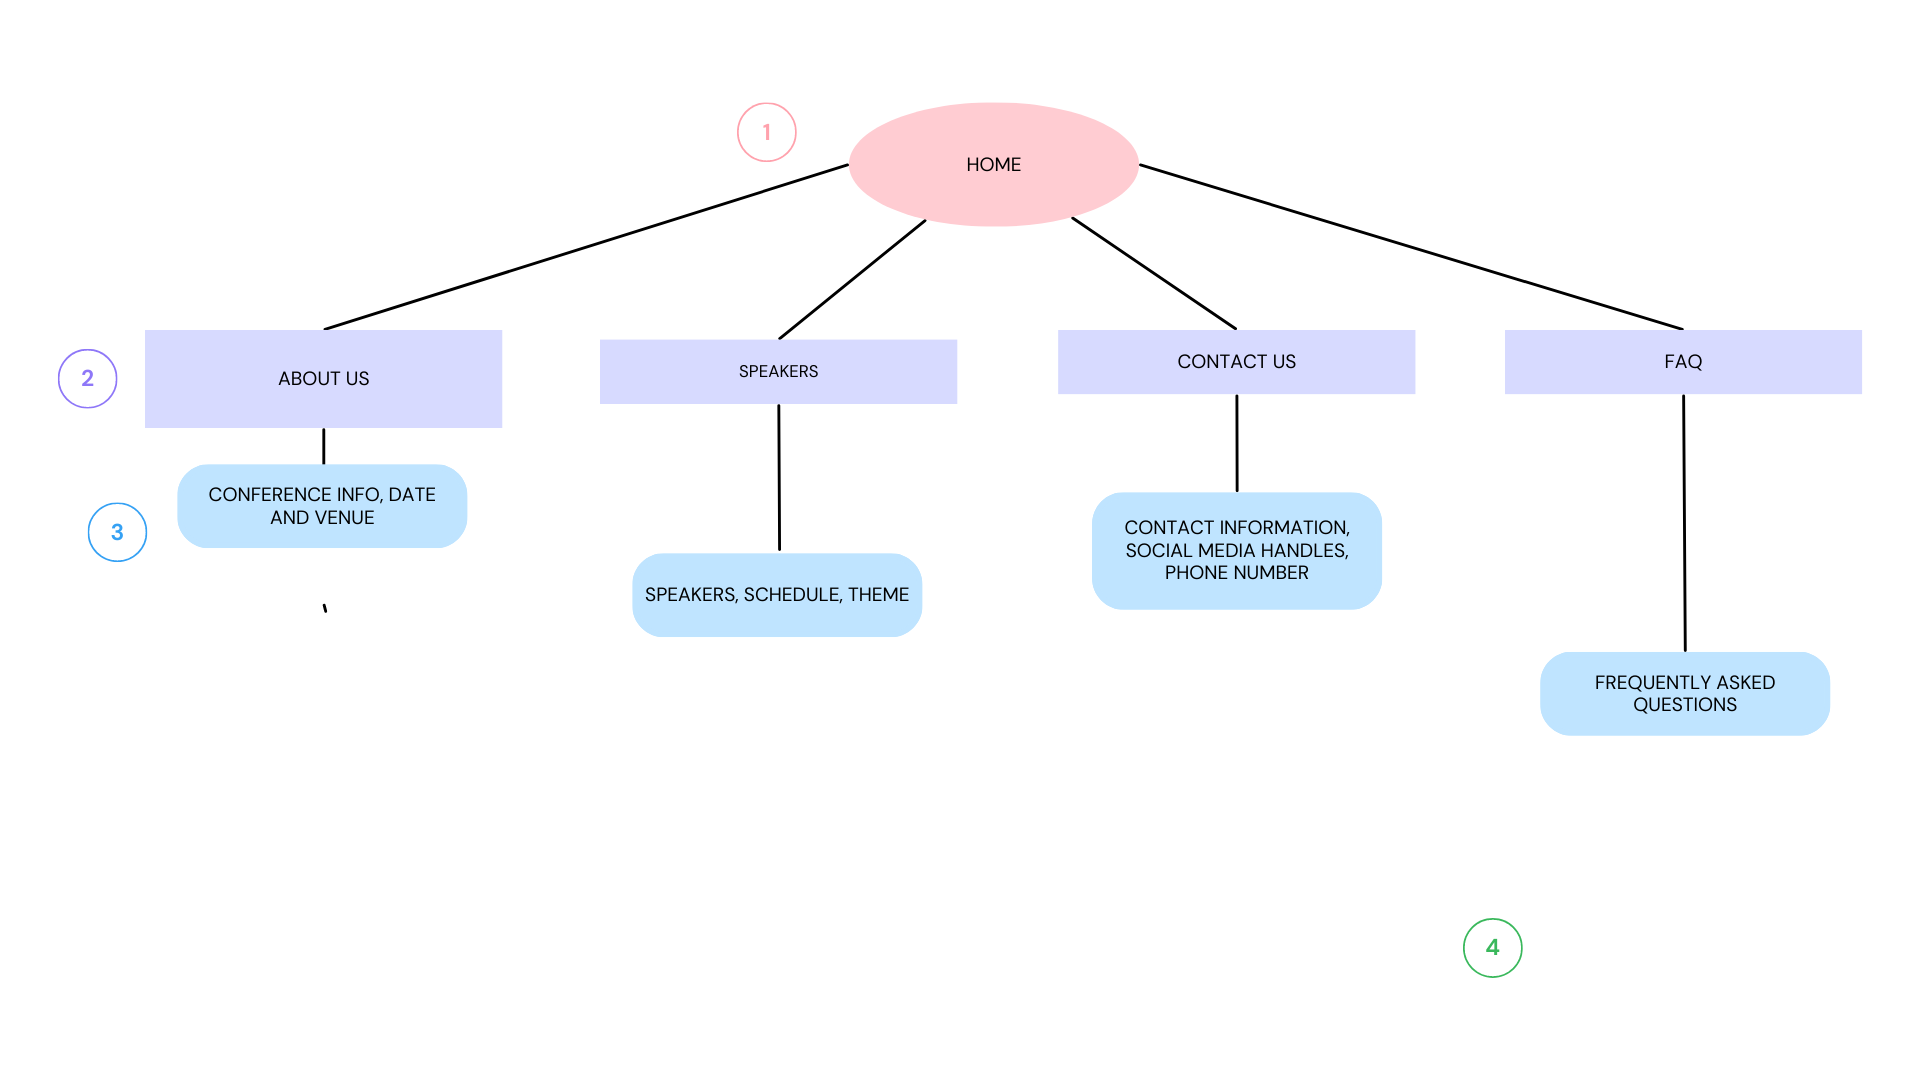 1
HOME
2
ABOUT US
SPEAKERS
CONTACT US
FAQ
3
CONFERENCE INFO, DATE
AND VENUE
SPEAKERS, SCHEDULE, THEME
CONTACT INFORMATION,
SOCIAL MEDIA HANDLES,
PHONE NUMBER
FREQUENTLY ASKED
QUESTIONS
4